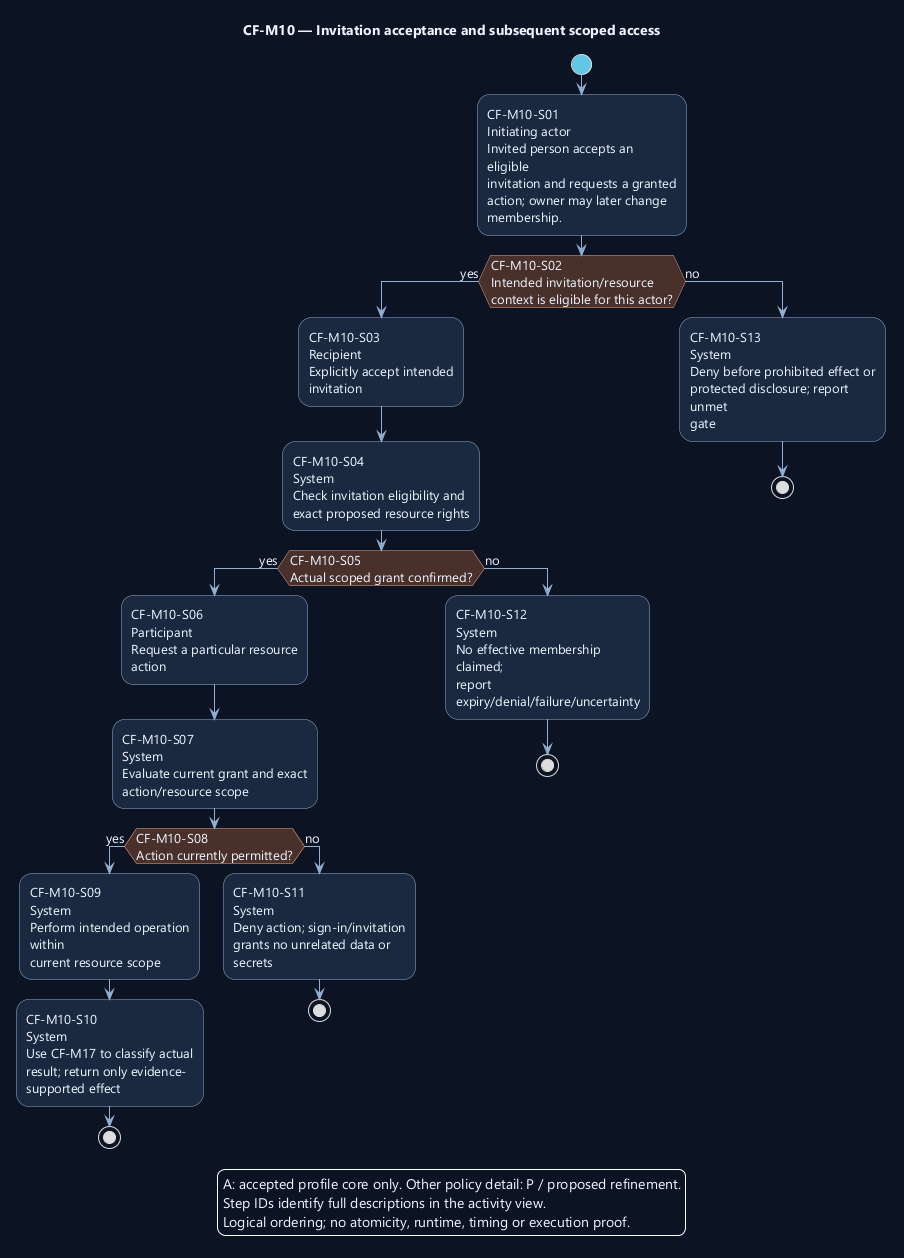 CF-M10 — Invitation acceptance and subsequent scoped access
CF-M10-S01
Initiating actor
Invited person accepts an
eligible
invitation and requests a granted
action; owner may later change
membership.
CF-M10-S02
Intended invitation/resource
context is eligible for this actor?
yes
no
CF-M10-S03
Recipient
Explicitly accept intended
invitation
CF-M10-S13
System
Deny before prohibited effect or
protected disclosure; report
unmet
gate
CF-M10-S04
System
Check invitation eligibility and
exact proposed resource rights
CF-M10-S05
Actual scoped grant confirmed?
yes
no
CF-M10-S06
Participant
Request a particular resource
action
CF-M10-S12
System
No effective membership
claimed;
report
expiry/denial/failure/uncertainty
CF-M10-S07
System
Evaluate current grant and exact
action/resource scope
CF-M10-S08
Action currently permitted?
yes
no
CF-M10-S09
System
Perform intended operation
within
current resource scope
CF-M10-S11
System
Deny action; sign-in/invitation
grants no unrelated data or
secrets
CF-M10-S10
System
Use CF-M17 to classify actual
result; return only evidence-
supported effect
A: accepted profile core only. Other policy detail: P / proposed refinement.
Step IDs identify full descriptions in the activity view.
Logical ordering; no atomicity, runtime, timing or execution proof.